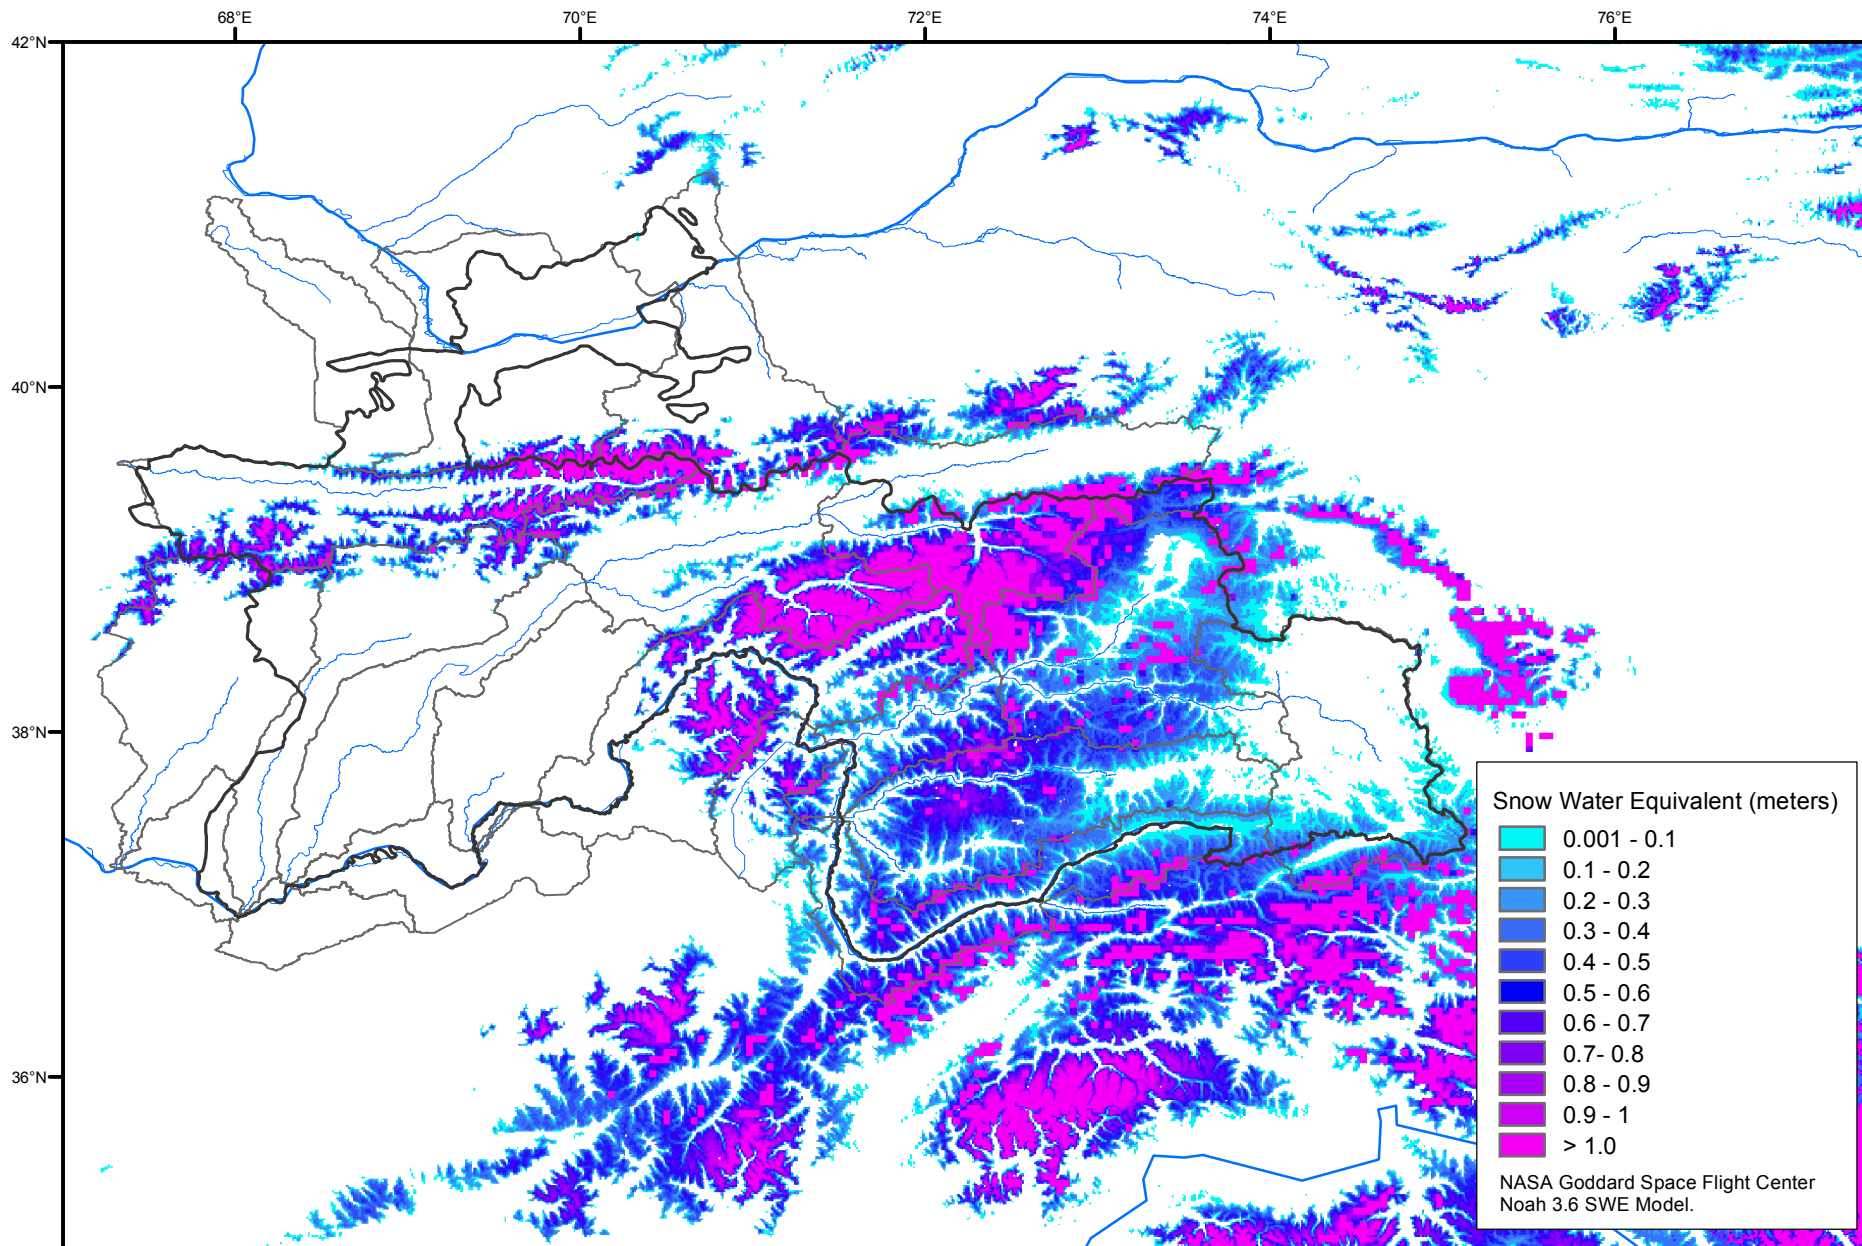 68°E 70°E 72°E 74°E 76°E
42°N
40°N
38°N
36°N
Snow Water Equivalent (meters)
0.001 - 0.1
0.1 - 0.2
0.2 - 0.3
0.3 - 0.4
0.4 - 0.5
0.5 - 0.6
0.6 - 0.7
0.7- 0.8
0.8 - 0.9
0.9 - 1
> 1.0
NASA Goddard Space Flight Center
Noah 3.6 SWE Model.